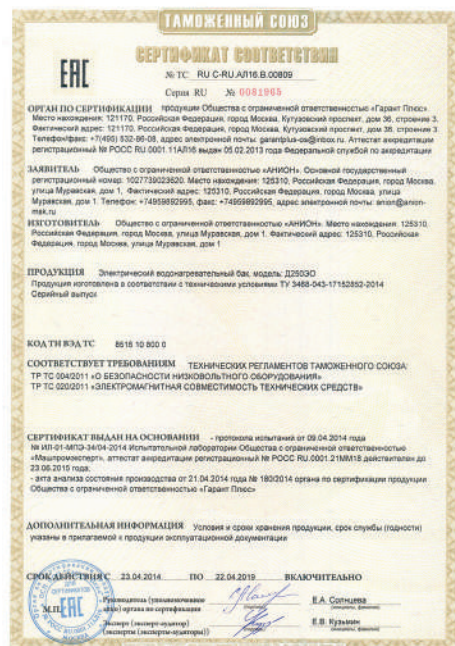 ТАМОЖЕННЫЙ СОЮЗ
СЕРТИФИКАТ СООТВЕТСТВИЯ
ЕАС
№ ТС RU C-RU.АЛ16.В.00809
Серия RU № 0081965
ОРГАН ПО СЕРТИФИКАЦИИ продукции Общества с ограниченной ответственностью «Гарант Плюс».
Место нахождения: 121170, Российская Федерация, город Москва, Кутузовский проспект, дом 36, строение 3.
Фактический адрес: 121170, Российская Федерация, город Москва, Кутузовский проспект, дом 36, строение 3.
Телефон/факс: +7(495) 532-86-08, адрес электронной почты: garantplus-os@inbox.ru. Аттестат аккредитации
регистрационный № РОСС RU.0001.11АЛ16 выдан 05.02.2013 года Федеральной службой по аккредитации
ЗАЯВИТЕЛЬ Общество с ограниченной ответственностью «АНИОН». Основной государственный
регистрационный номер: 1027739023620. Место нахождения: 125310, Российская Федерация, город Москва,
улица Муравская, дом 1, Фактический адрес: 125310, Российская Федерация, город Москва, улица
Муравская, дом 1. Телефон: +74959892995, факс: +74959892995, адрес электронной почты: anion@anion-
msk.ru
ИЗГОТОВИТЕЛЬ Общество с ограниченной ответственностью «АНИОН». Место нахождения: 125310,
Российская Федерация, город Москва, улица Муравская, дом 1. Фактический адрес: 125310, Российская
Федерация, город Москва, улица Муравская, дом 1
ПРОДУКЦИЯ Электрический водонагревательный бак, модель: Д250ЭО
Продукция изготовлена в соответствии с техническими условиями ТУ 3468-043-17152852-2014
Серийный выпуск
КОД ТН ВЭД ТС 8516 10 800 0
СООТВЕТСТВУЕТ ТРЕБОВАНИЯМ ТЕХНИЧЕСКИХ РЕГЛАМЕНТОВ ТАМОЖЕННОГО СОЮЗА:
ТР ТС 004/2011 «О БЕЗОПАСНОСТИ НИЗКОВОЛЬТНОГО ОБОРУДОВАНИЯ»
ТР ТС 020/2011 «ЭЛЕКТРОМАГНИТНАЯ СОВМЕСТИМОСТЬ ТЕХНИЧЕСКИХ СРЕДСТВ»
СЕРТИФИКАТ ВЫДАН НА ОСНОВАНИИ - протокола испытаний от 09.04.2014 года
№ ИЛ-01-МПЭ-34/04-2014 Испытательной лаборатории Общества с ограниченной ответственностью
«Машпромэксперт», аттестат аккредитации регистрационный № РОСС RU.0001.21ММ18 действителен до
23.06.2015 года;
- акта анализа состояния производства от 21.04.2014 года № 180/2014 органа по сертификации продукции
Общества с ограниченной ответственностью «Гарант Плюс»
ДОПОЛНИТЕЛЬНАЯ ИНФОРМАЦИЯ Условия и сроки хранения продукции, срок службы (годности)
указаны в прилагаемой к продукции эксплуатационной документации
СРОК ДЕЙСТВИЯ С 23.04.2014 ПО 22.04.2019 ВКЛЮЧИТЕЛЬНО
М.П.
Руководитель (уполномоченное
лицо) органа по сертификации
Е.А. Солнцева
Эксперт (эксперт-аудитор)
(эксперты (эксперты-аудиторы))
Е.В. Кузьмин